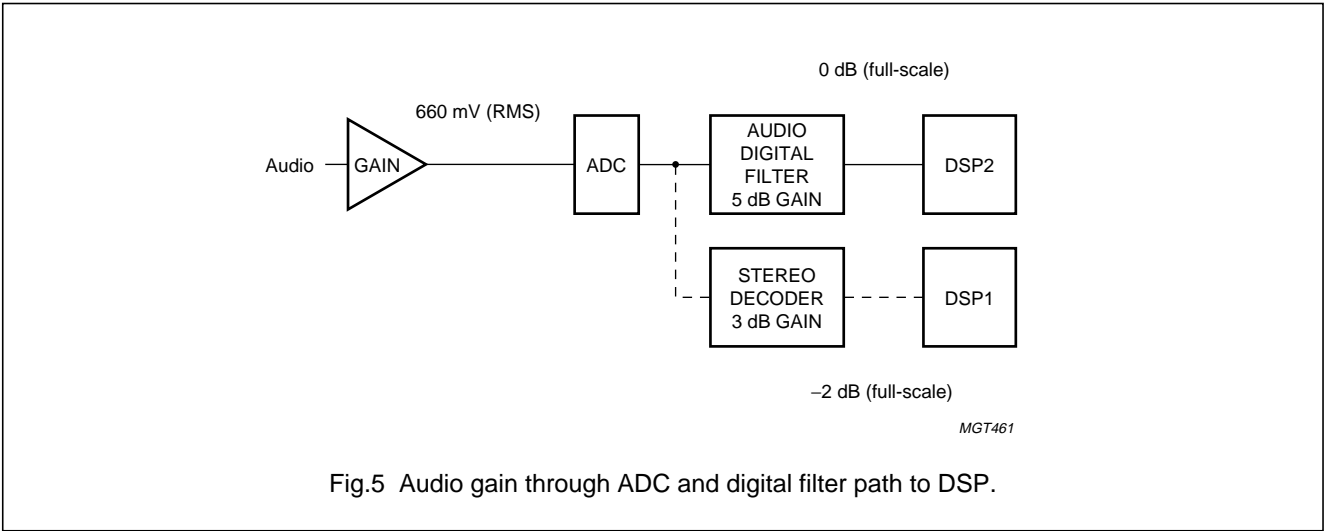 0 dB (full-scale)
660 mV (RMS)
Audio
GAIN
ADC
AUDIO
DIGITAL
FILTER
5 dB GAIN
DSP2
STEREO
DECODER
3 dB GAIN
DSP1
−2 dB (full-scale)
MGT461
Fig.5 Audio gain through ADC and digital filter path to DSP.